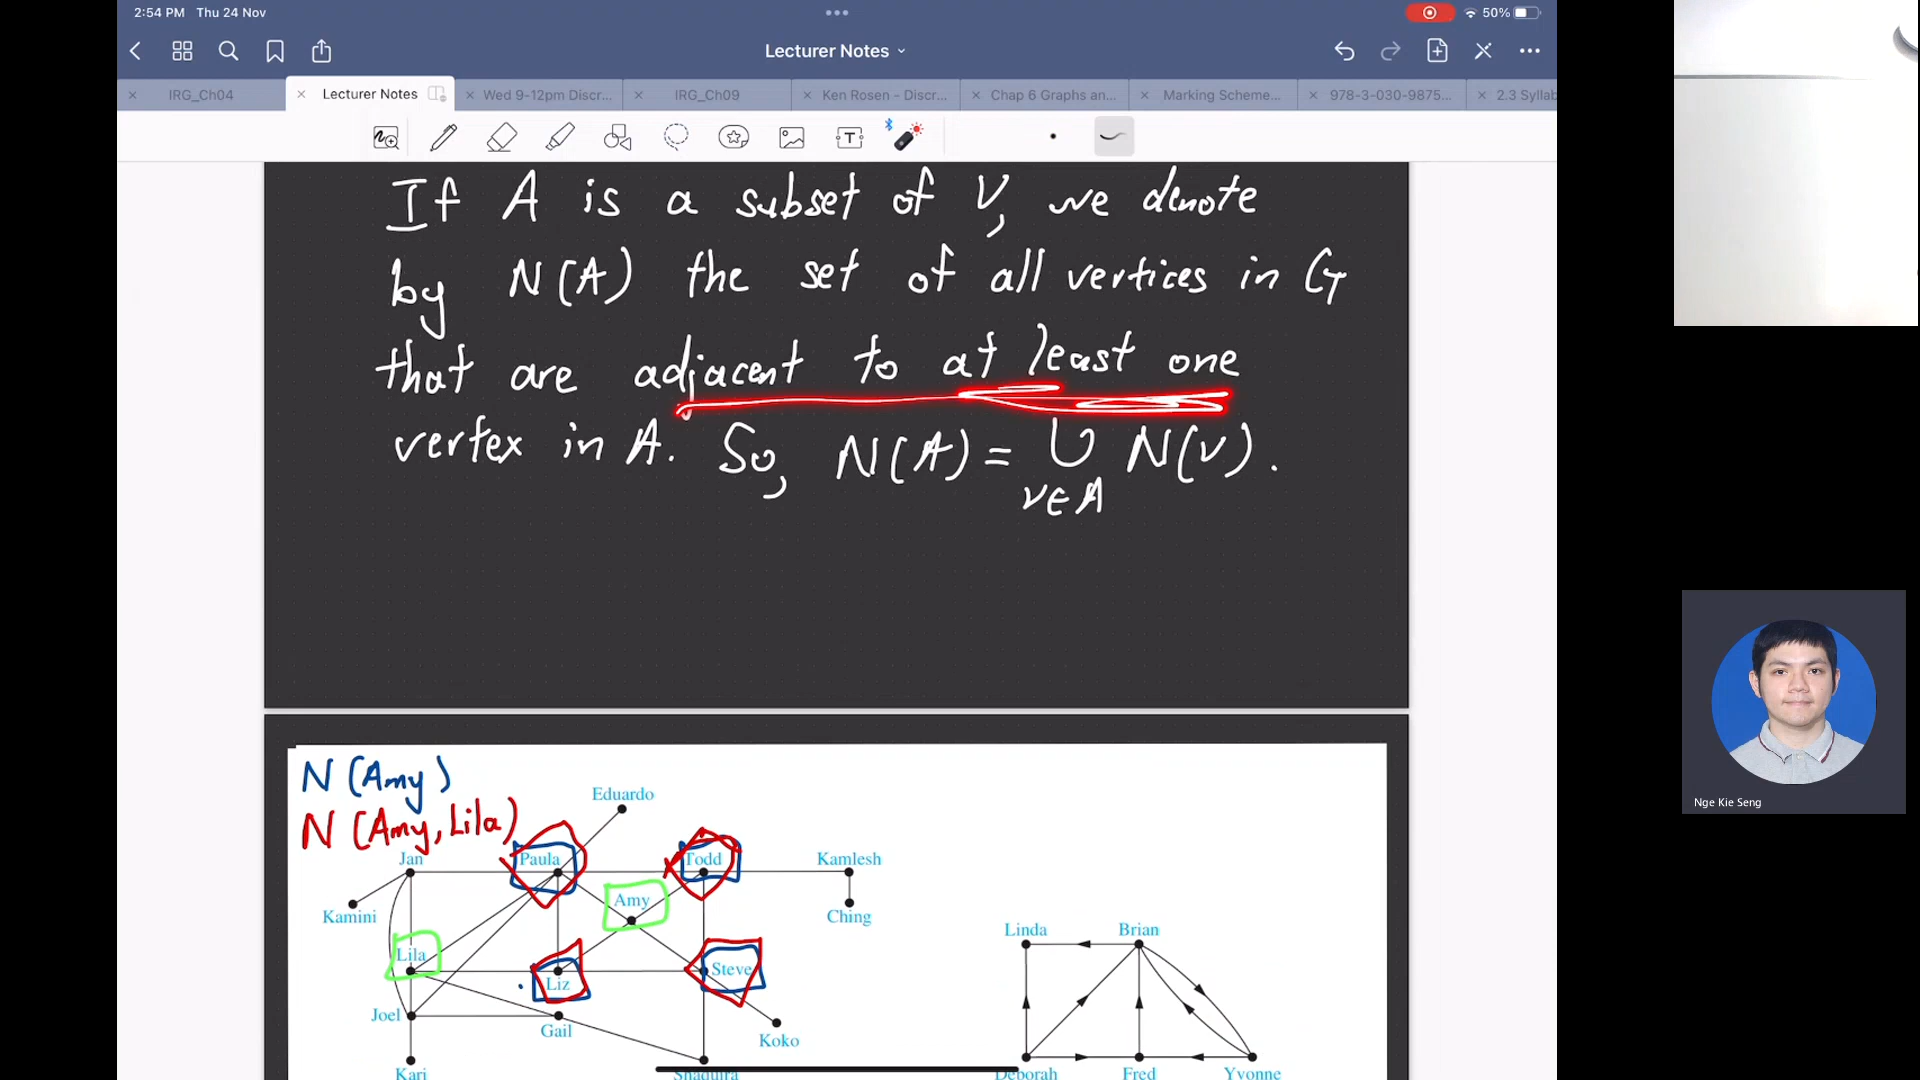 2:54 PM Thu 24 Nov
50%
Lecturer Notes
IRG_Ch04
Lecturer Notes
Wed 9-12pm Discr...
IRG_Ch09
Ken Rosen - Discr...
Chap 6 Graphs an...
Marking Scheme...
978-3-030-9875...
2.3 Syllab
If A is a subset of V, we denote
by N(A) the set of all vertices in G
that are adjacent to at least one
vertex in A. So, N(A) = ∪ N(v).
v∈A
N(Amy)
N(Amy, Lila)
Eduardo
Jan
Paula
Todd
Kamlesh
Kamini
Amy
Ching
Lila
Liz
Steve
Linda
Brian
Joel
Gail
Koko
Kari
Shaquira
Deborah
Fred
Yvonne
Nge Kie Seng